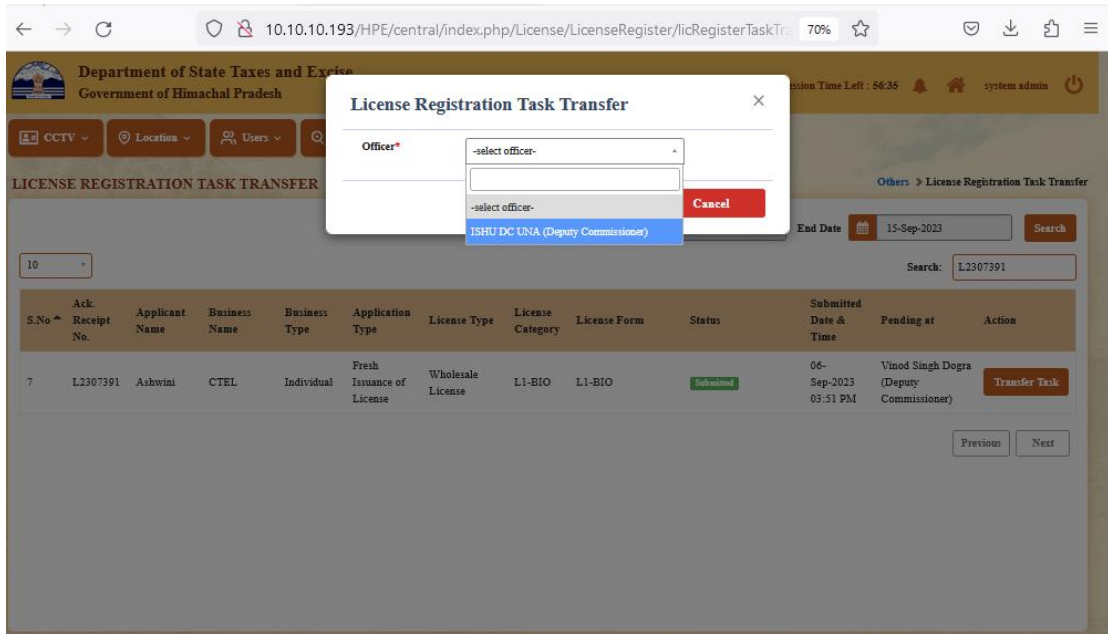 10.10.10.193/HPE/central/index.php/License/LicenseRegister/licRegisterTaskTra 70%
Department of State Taxes and Excise
Government of Himachal Pradesh
ssion Time Left : 56:35 system admin
CCTV Location Users
License Registration Task Transfer ×
Officer* -select officer-
-select officer-
ISHU DC UNA (Deputy Commissioner)
Cancel
LICENSE REGISTRATION TASK TRANSFER
Others > License Registration Task Transfer
End Date 15-Sep-2023 Search
10 Search: L2307391
S.No Ack. Receipt No. Applicant Name Business Name Business Type Application Type License Type License Category License Form Status Submitted Date & Time Pending at Action
7 L2307391 Ashwini CTEL Individual Fresh Issuance of License Wholesale License L1-BIO L1-BIO Submitted 06-Sep-2023 03:51 PM Vinod Singh Dogra (Deputy Commissioner) Transfer Task
Previous Next